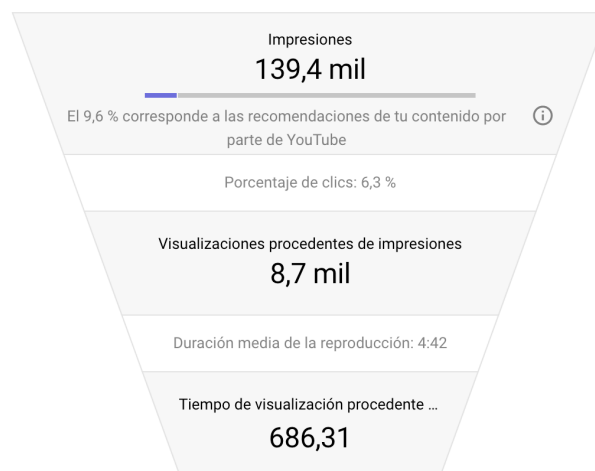 Impresiones
139,4 mil
El 9,6 % corresponde a las recomendaciones de tu contenido por
parte de YouTube
Porcentaje de clics: 6,3 %
Visualizaciones procedentes de impresiones
8,7 mil
Duración media de la reproducción: 4:42
Tiempo de visualización procedente ...
686,31